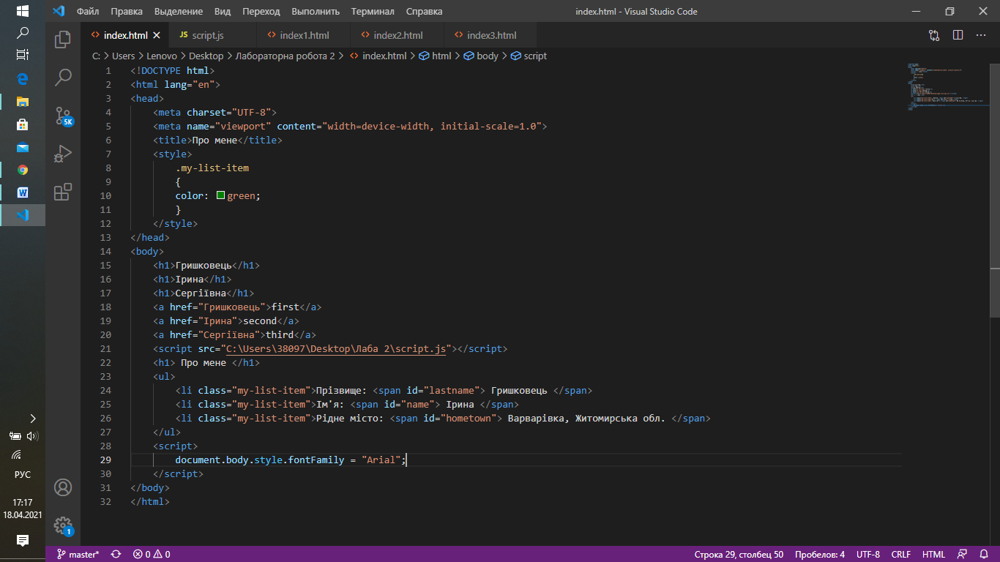 Файл Правка Выделение Вид Переход Выполнить Терминал Справка index.html - Visual Studio Code
index.html script.js index1.html index2.html index3.html
C: > Users > Lenovo > Desktop > Лабораторна робота 2 > index.html > html > body > script
1 <!DOCTYPE html>
2 <html lang="en">
3 <head>
4 <meta charset="UTF-8">
5 <meta name="viewport" content="width=device-width, initial-scale=1.0">
6 <title>Про мене</title>
7 <style>
8 .my-list-item
9 {
10 color: green;
11 }
12 </style>
13 </head>
14 <body>
15 <h1>Гришковець</h1>
16 <h1>Ірина</h1>
17 <h1>Сергіївна</h1>
18 <a href="Гришковець">first</a>
19 <a href="Ірина">second</a>
20 <a href="Сергіївна">third</a>
21 <script src="C:\Users\38097\Desktop\Лаба 2\script.js"></script>
22 <h1> Про мене </h1>
23 <ul>
24 <li class="my-list-item">Прізвище: <span id="lastname"> Гришковець </span>
25 <li class="my-list-item">Ім'я: <span id="name"> Ірина </span>
26 <li class="my-list-item">Рідне місто: <span id="hometown"> Варварівка, Житомирська обл. </span>
27 </ul>
28 <script>
29 document.body.style.fontFamily = "Arial";
30 </script>
31 </body>
32 </html>
5K
1
РУС
17:17
18.04.2021
master* 0 0 Строка 29, столбец 50 Пробелов: 4 UTF-8 CRLF HTML